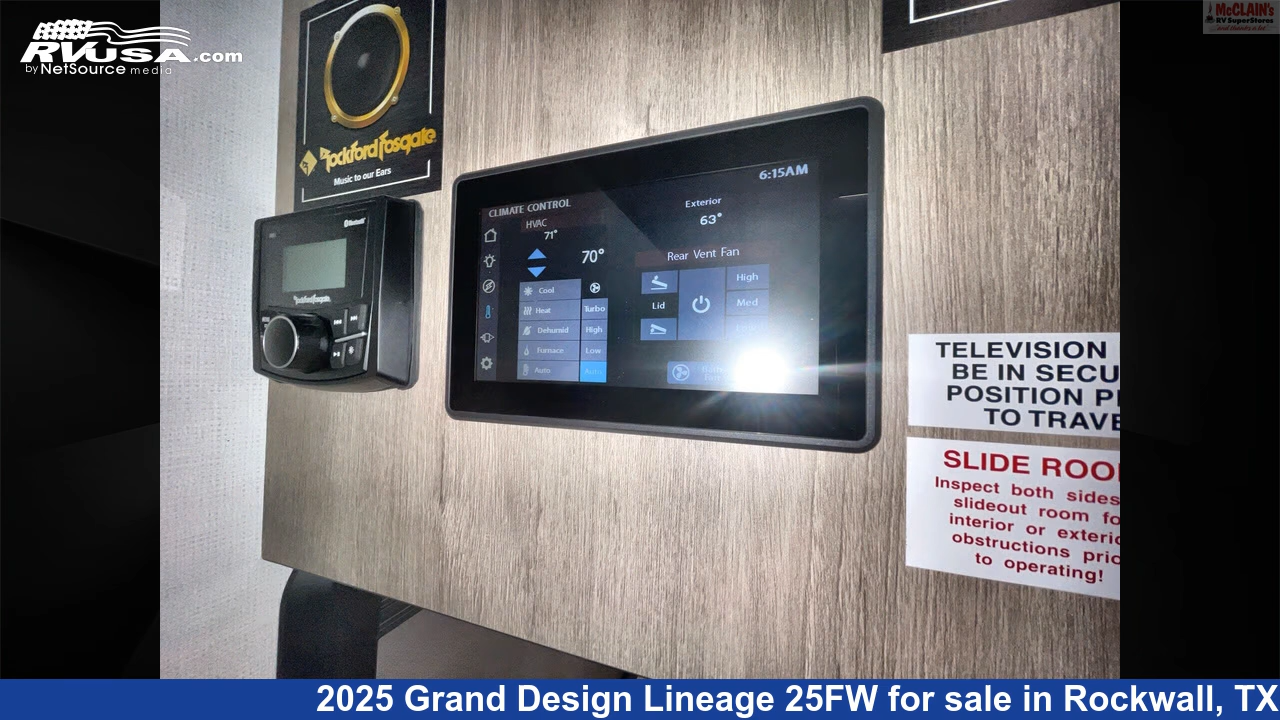 RVUSA.com
by NetSource media
McCLAIN'S
RV SuperStores
Rockford Fosgate
Music to our Ears
Bluetooth
Rockford Fosgate
6:15AM
CLIMATE CONTROL
HVAC
71°
70°
Cool
Heat
Turbo
Dehumid
High
Furnace
Low
Auto
Auto
Exterior
63°
Rear Vent Fan
High
Lid
Med
TELEVISION
BE IN SECU
POSITION P
TO TRAVE
SLIDE ROO
Inspect both sides
slideout room fo
interior or exterio
obstructions prio
to operating!
2025 Grand Design Lineage 25FW for sale in Rockwall, TX